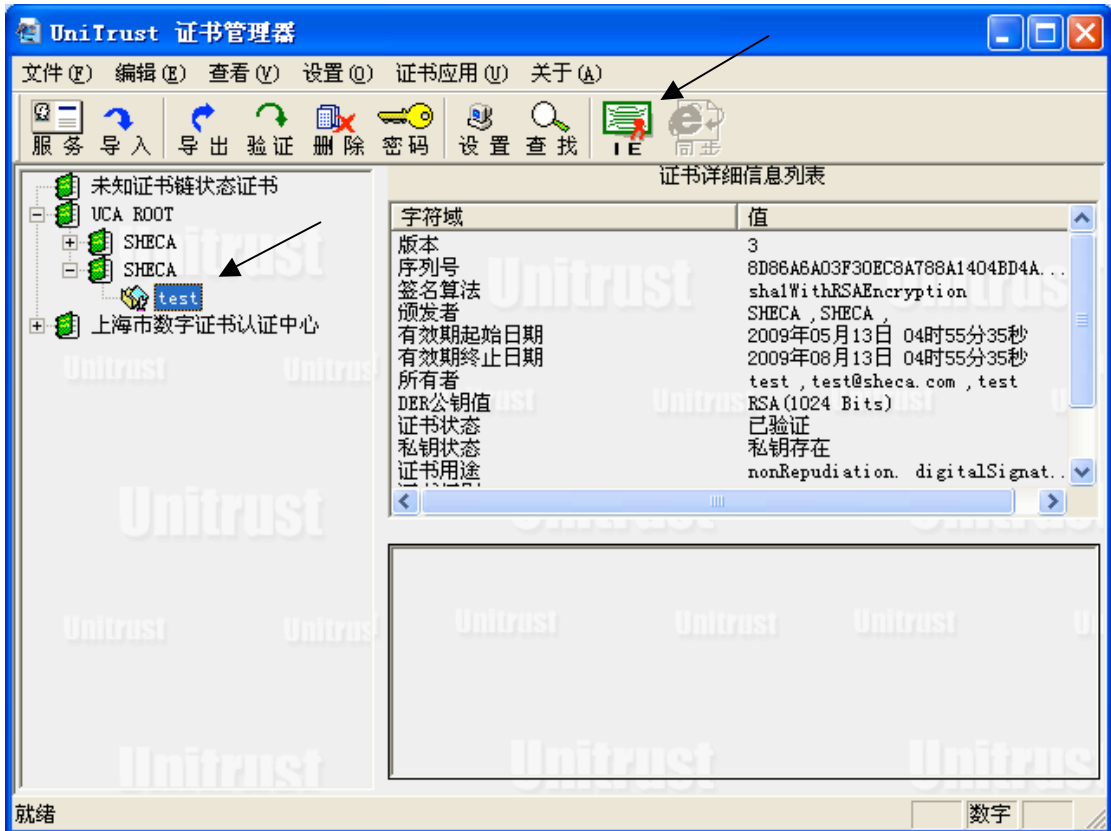 UniTrust 证书管理器
文件(F) 编辑(E) 查看(V) 设置(O) 证书应用(U) 关于(A)
服务 导入 导出 验证 删除 密码 设置 查找 IE 同步
未知证书链状态证书
UCA ROOT
SHECA
SHECA
test
上海市数字证书认证中心
证书详细信息列表
字符域 值
版本 3
序列号 8D86A6A03F30EC8A788A1404BD4A...
签名算法 sha1WithRSAEncryption
颁发者 SHECA ,SHECA ,
有效期起始日期 2009年05月13日 04时55分35秒
有效期终止日期 2009年08月13日 04时55分35秒
所有者 test ,test@sheca.com ,test
DER公钥值 RSA(1024 Bits)
证书状态 已验证
私钥状态 私钥存在
证书用途 nonRepudiation. digitalSignat..
Unitrust Unitrust Unitrust
就绪 数字